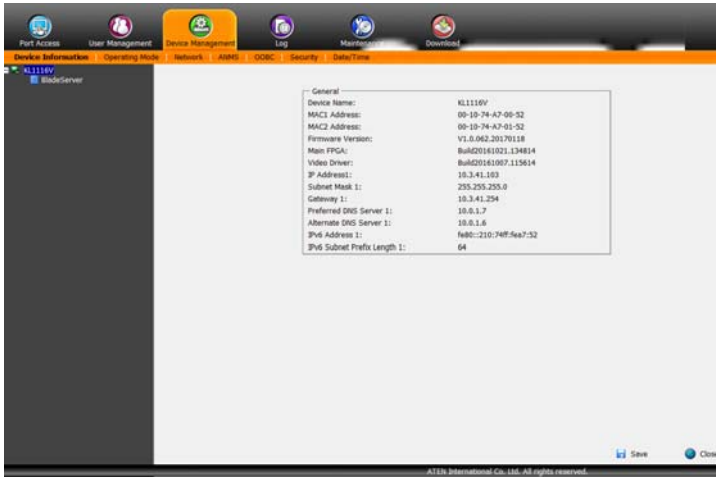 Port Access User Management Device Management Log Maintenance Download
Device Information Operating Mode Network ANMS OOBC Security Date/Time
KL1116V
BladeServer
General
Device Name: KL1116V
MAC1 Address: 00-10-74-A7-00-52
MAC2 Address: 00-10-74-A7-01-52
Firmware Version: V1.0.062.20170118
Main FPGA: Build20161021.134814
Video Driver: Build20161007.115614
IP Address1: 10.3.41.103
Subnet Mask 1: 255.255.255.0
Gateway 1: 10.3.41.254
Preferred DNS Server 1: 10.0.1.7
Alternate DNS Server 1: 10.0.1.6
IPv6 Address 1: fe80::210:74ff:fea7:52
IPv6 Subnet Prefix Length 1: 64
Save Close
ATEN International Co. Ltd. All rights reserved.